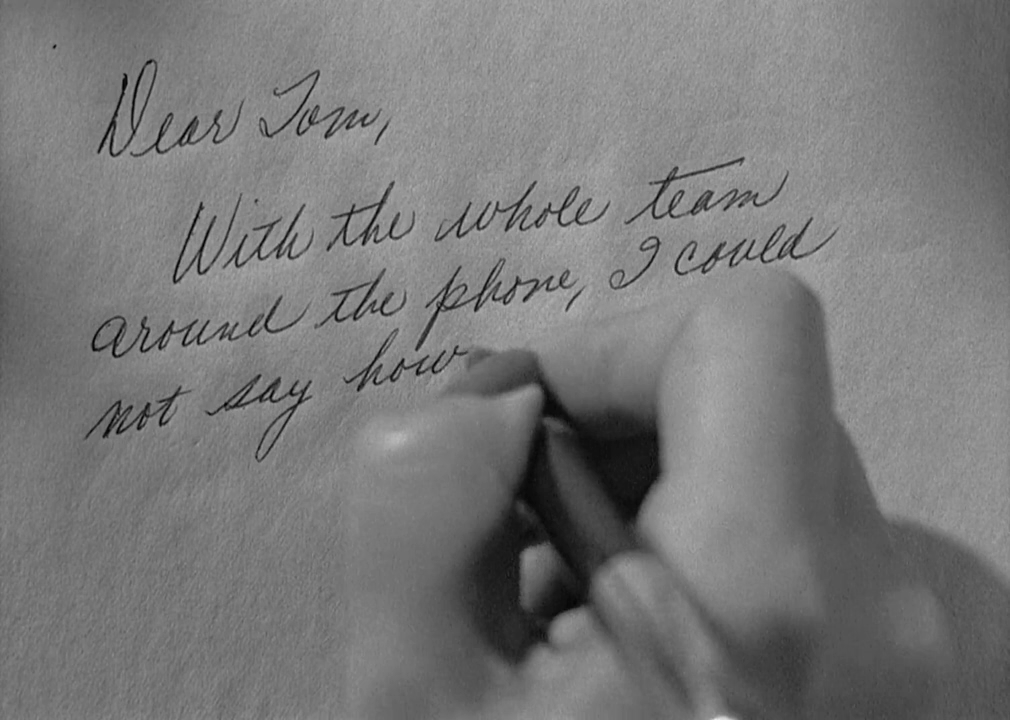 Dear Tom,
With the whole team
around the phone, I could
not say how